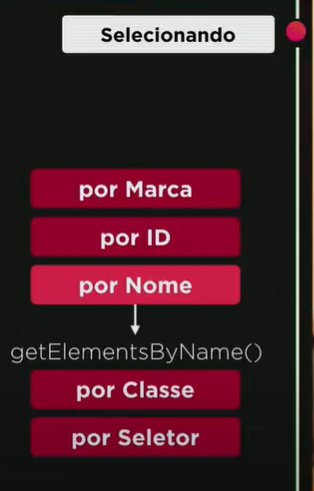 Selecionando
por Marca
por ID
por Nome
getElementsByName()
por Classe
por Seletor